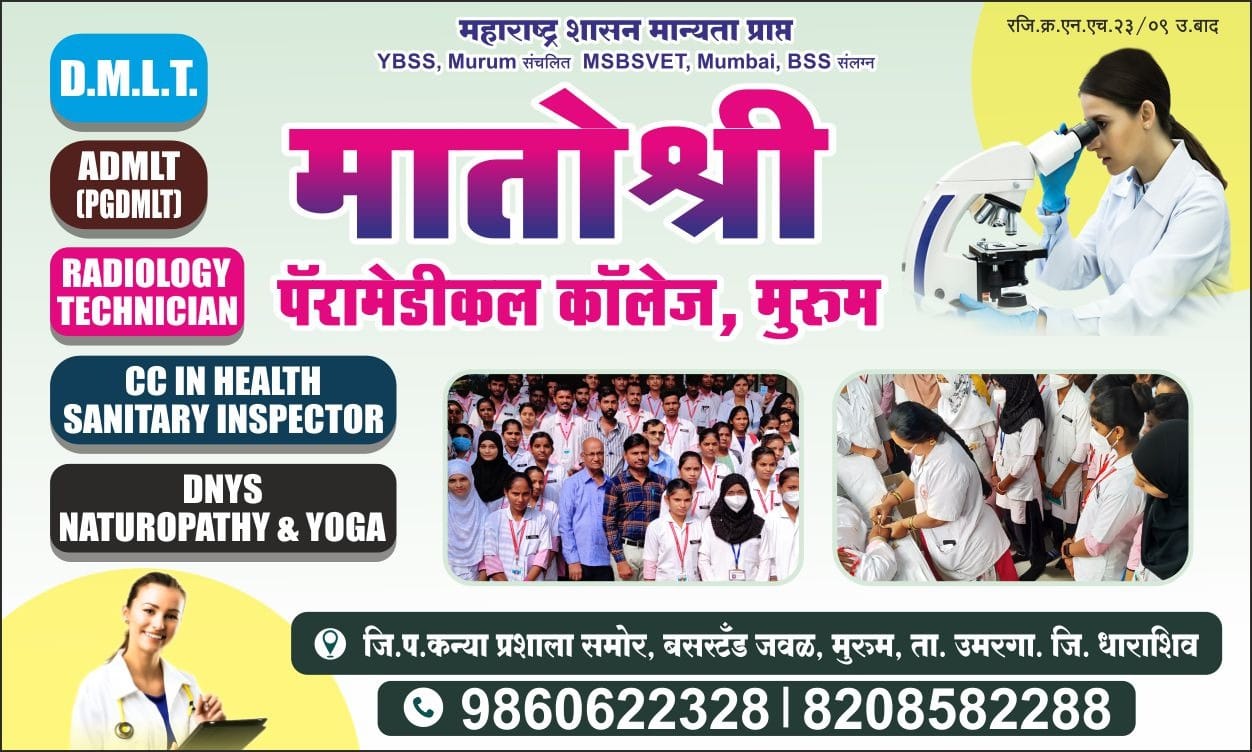 रजि.क्र.एन.एच.२३/०९ उ.बाद
महाराष्ट्र शासन मान्यता प्राप्त
YBSS, Murum संचलित MSBSVET, Mumbai, BSS संलग्न
मातोश्री
पॅरामेडीकल कॉलेज, मुरुम
D.M.L.T.
ADMLT
(PGDMLT)
RADIOLOGY
TECHNICIAN
CC IN HEALTH
SANITARY INSPECTOR
DNYS
NATUROPATHY & YOGA
जि.प.कन्या प्रशाला समोर, बसस्टँड जवळ, मुरुम, ता. उमरगा. जि. धाराशिव
9860622328 | 8208582288